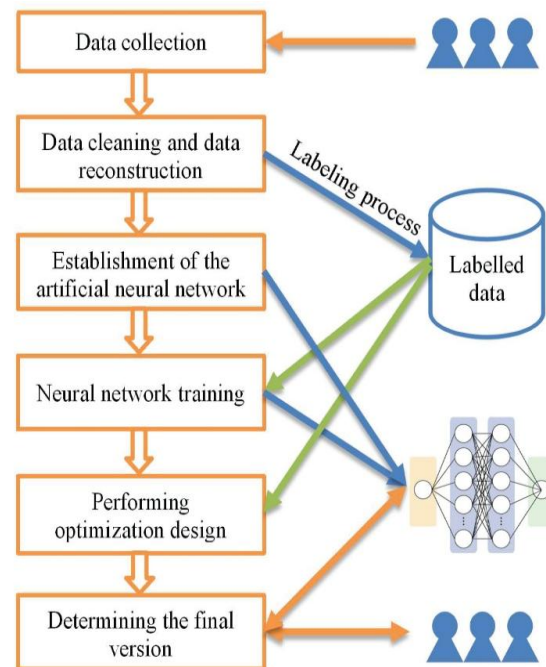 Data collection
Data cleaning and data
reconstruction
Labeling process
Establishment of the
artificial neural network
Labelled
data
Neural network training
Performing
optimization design
Determining the final
version